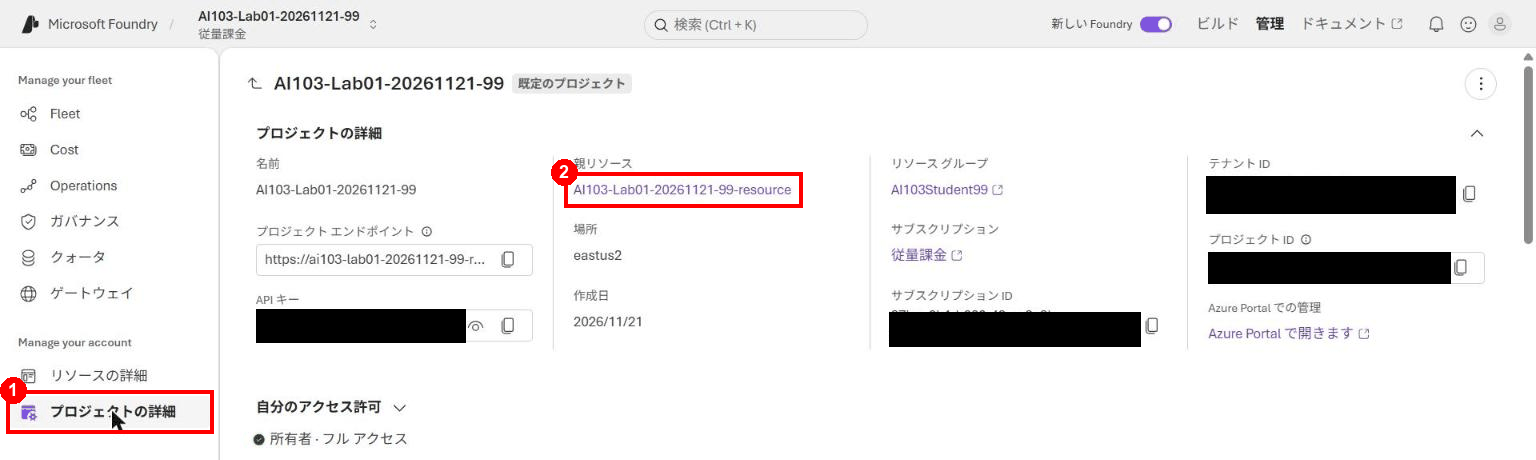 Microsoft Foundry
/
AI103-Lab01-20261121-99
従量課金
検索 (Ctrl + K)
新しい Foundry
ビルド
管理
ドキュメント
Manage your fleet
Fleet
Cost
Operations
ガバナンス
クォータ
ゲートウェイ
Manage your account
リソースの詳細
1
プロジェクトの詳細
AI103-Lab01-20261121-99
既定のプロジェクト
プロジェクトの詳細
名前
AI103-Lab01-20261121-99
プロジェクト エンドポイント
https://ai103-lab01-20261121-99-r...
API キー
2
親リソース
AI103-Lab01-20261121-99-resource
場所
eastus2
作成日
2026/11/21
リソース グループ
AI103Student99
サブスクリプション
従量課金
サブスクリプション ID
テナント ID
プロジェクト ID
Azure Portal での管理
Azure Portal で開きます
自分のアクセス許可
所有者 · フル アクセス